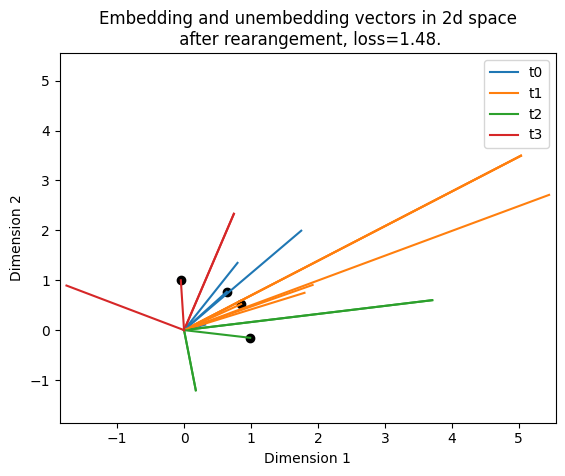 Embedding and unembedding vectors in 2d space
after rearangement, loss=1.48.
t0
t1
t2
t3
Dimension 2
5
4
3
2
1
0
−1
−1
0
1
2
3
4
5
Dimension 1